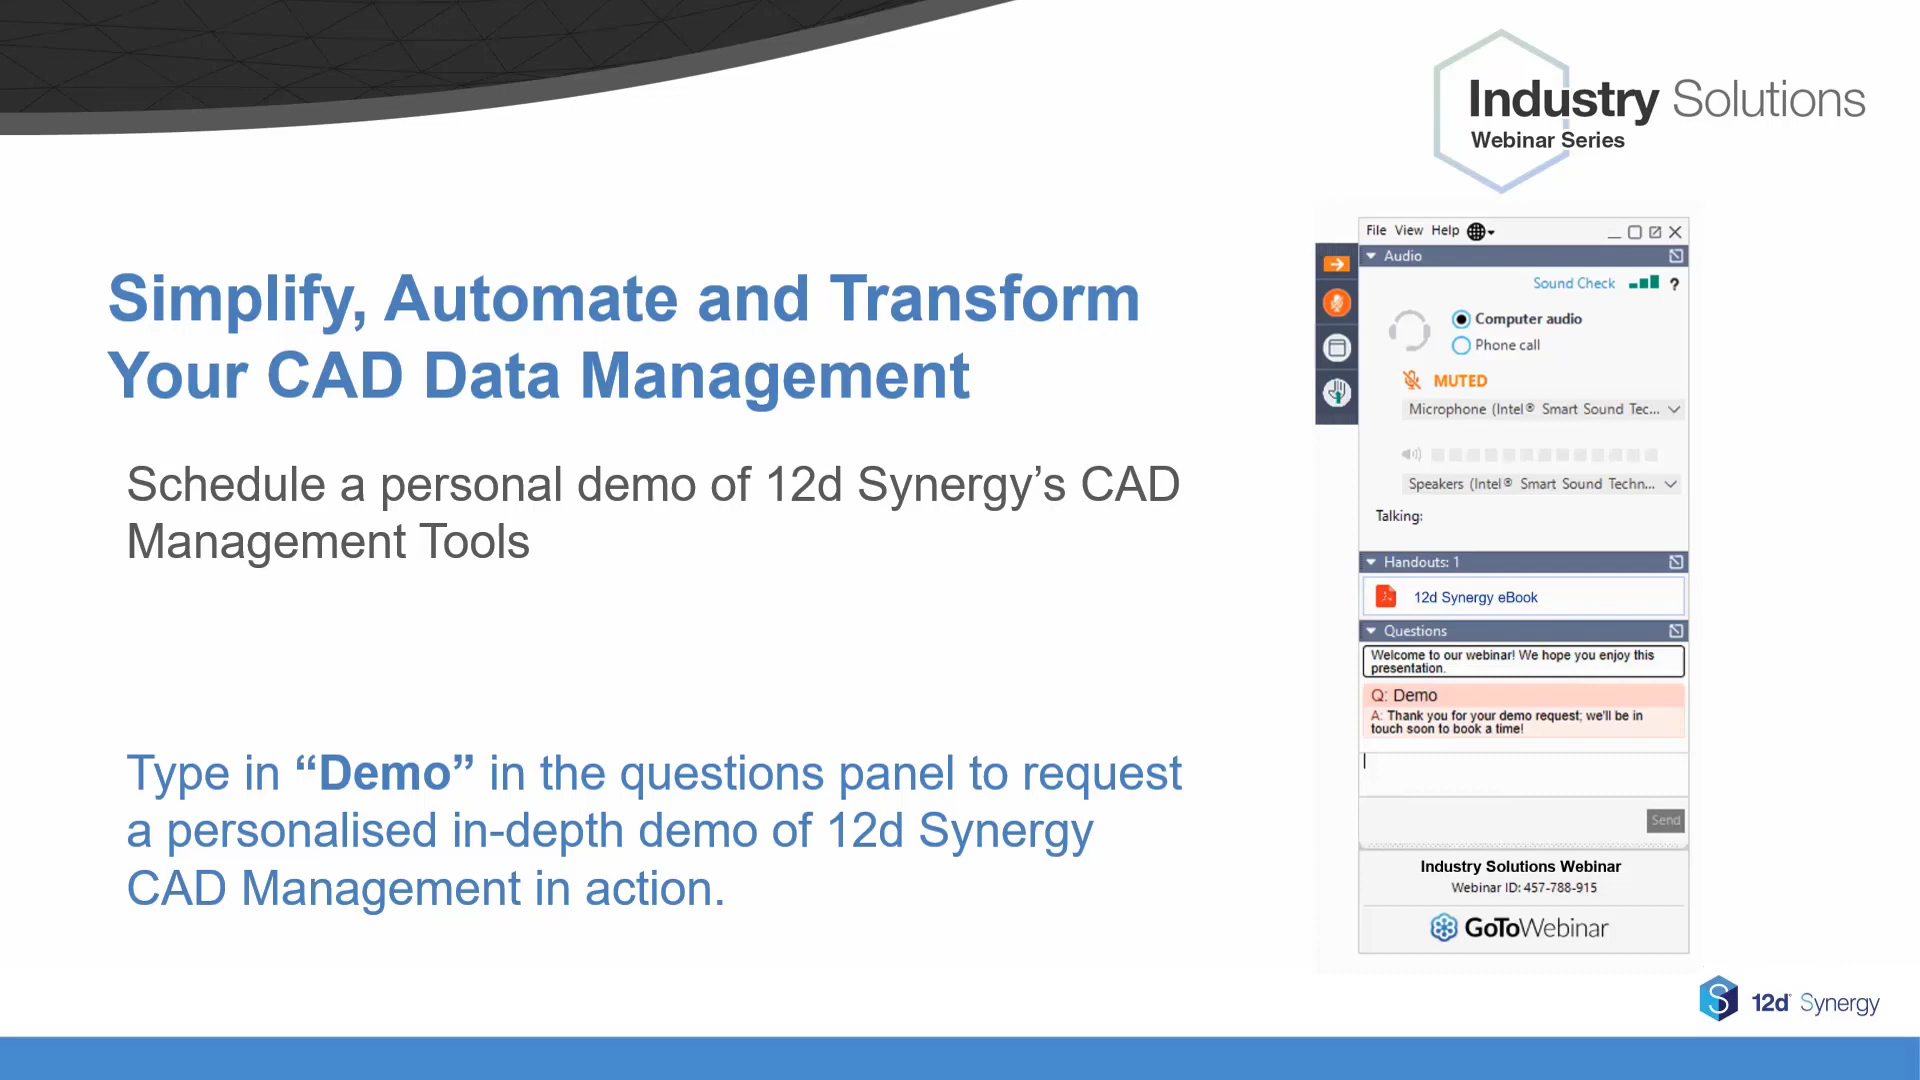 Industry Solutions
Webinar Series
Simplify, Automate and Transform
Your CAD Data Management
Schedule a personal demo of 12d Synergy’s CAD
Management Tools
Type in “Demo” in the questions panel to request
a personalised in-depth demo of 12d Synergy
CAD Management in action.
File View Help
Audio
Sound Check ?
Computer audio
Phone call
MUTED
Microphone (Intel® Smart Sound Tec...
Speakers (Intel® Smart Sound Techn...
Talking:
Handouts: 1
12d Synergy eBook
Questions
Welcome to our webinar! We hope you enjoy this
presentation.
Q: Demo
A: Thank you for your demo request; we'll be in
touch soon to book a time!
Send
Industry Solutions Webinar
Webinar ID: 457-788-915
GoToWebinar
12d Synergy